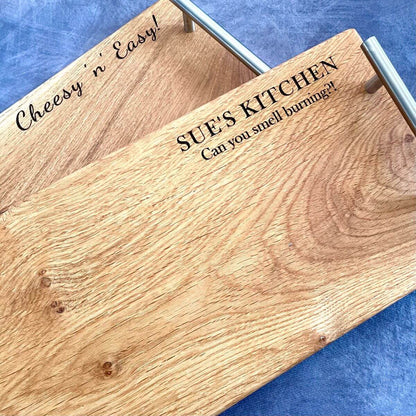 Cheesy 'n' Easy!
SUE'S KITCHEN
Can you smell burning?!